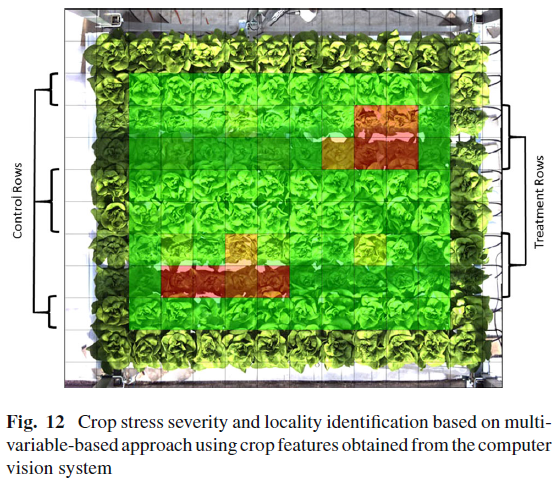 Control Rows
Treatment Rows
Fig. 12 Crop stress severity and locality identification based on multi-
variable-based approach using crop features obtained from the computer
vision system